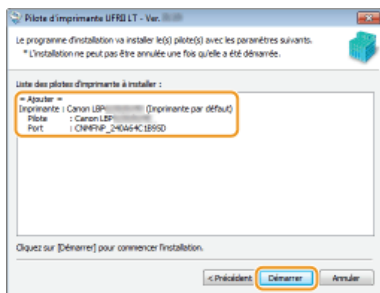 Pilote d'imprimante UFRII LT - Ver.
Le programme d'installation va installer le(s) pilote(s) avec les paramètres suivants.
* L'installation ne peut pas être annulée une fois qu'elle a été démarrée.
Liste des pilotes d'imprimante à installer :
= Ajouter =
Imprimante : Canon LBP (Imprimante par défaut)
Pilote : Canon LBP
Port : CNMFNP_240A64C1B95D
Cliquez sur [Démarrer] pour commencer l'installation.
< Précédent Démarrer Annuler